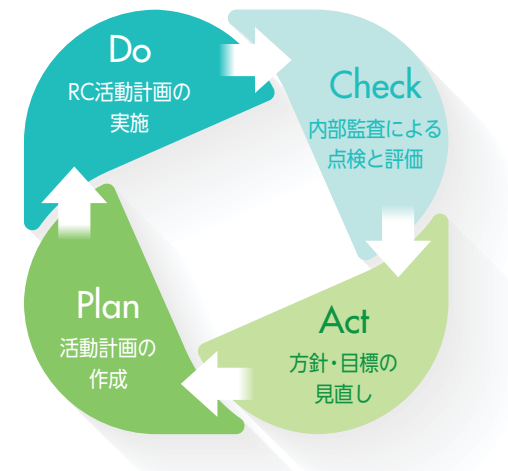 Do
RC活動計画の
実施
Check
内部監査による
点検と評価
Plan
活動計画の
作成
Act
方針・目標の
見直し